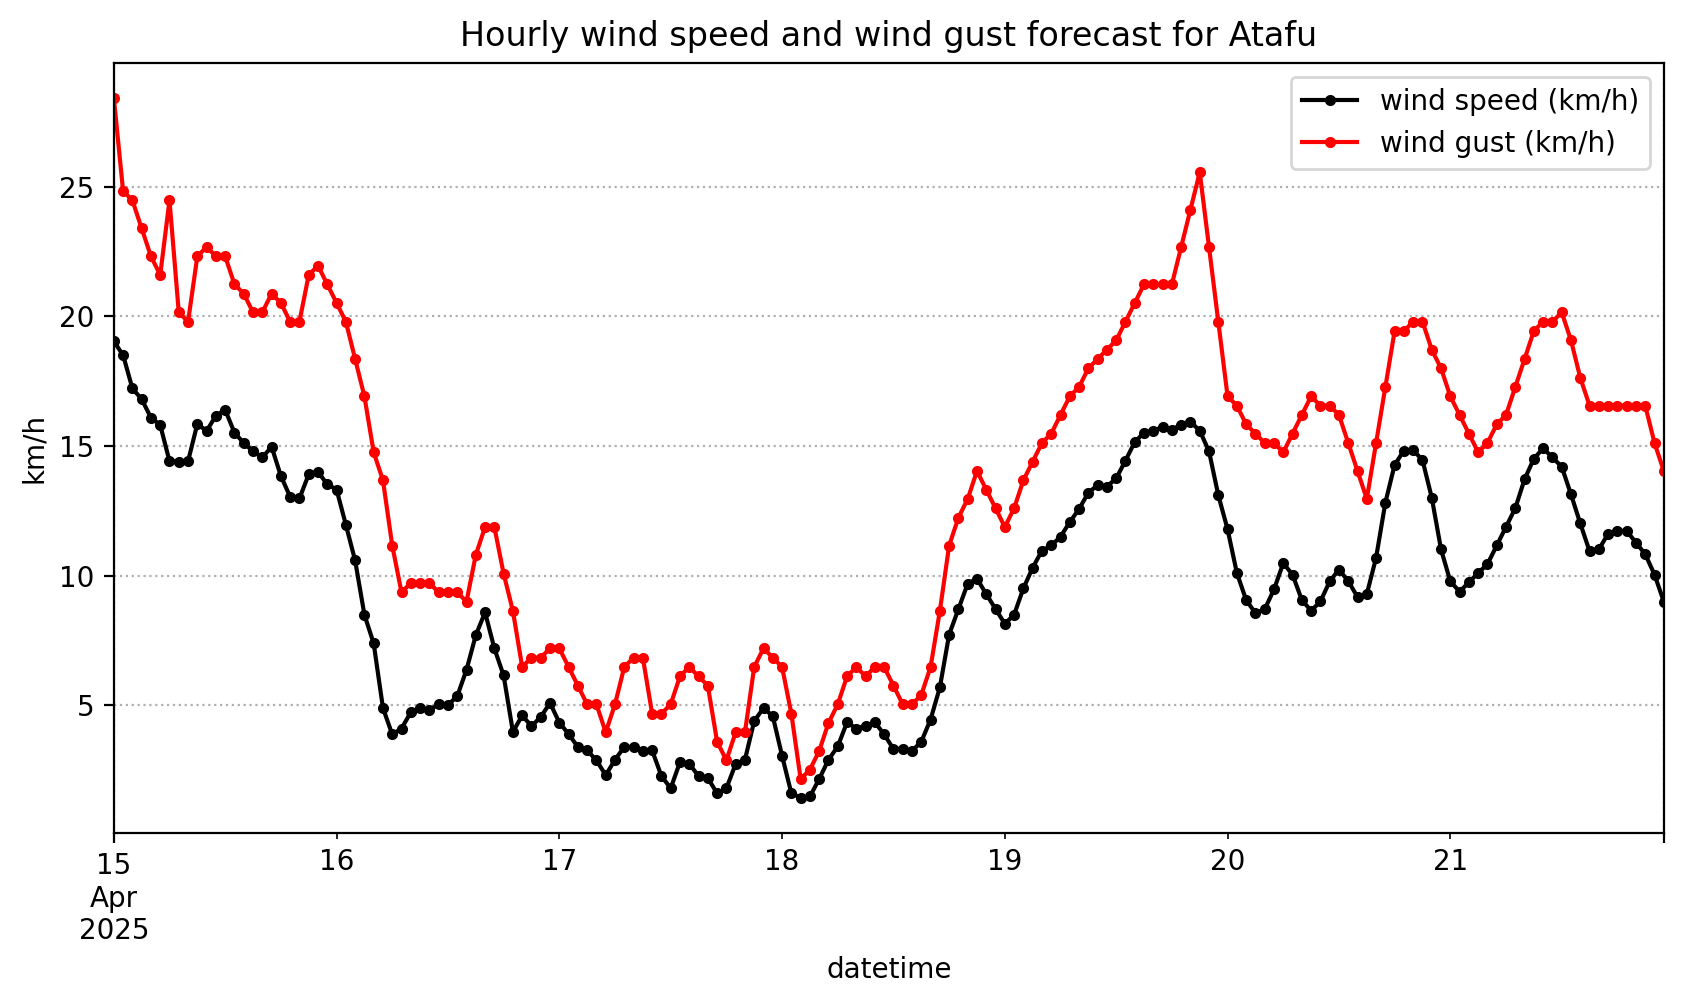 Hourly wind speed and wind gust forecast for Atafu
wind speed (km/h)
wind gust (km/h)
km/h
25
20
15
10
5
15
Apr
2025
16
17
18
19
20
21
datetime